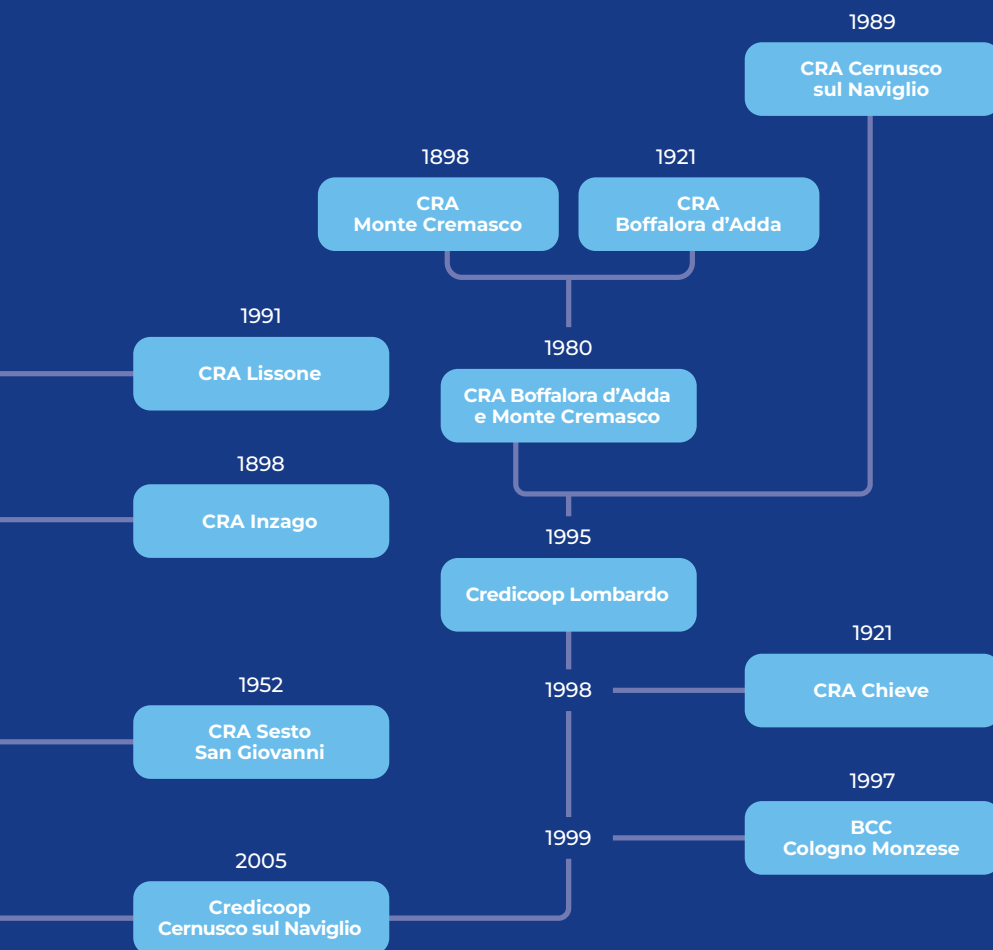 1989
CRA Cernusco
sul Naviglio
1898
CRA
Monte Cremasco
1921
CRA
Boffalora d’Adda
1991
CRA Lissone
1980
CRA Boffalora d’Adda
e Monte Cremasco
1898
CRA Inzago
1995
Credicoop Lombardo
1921
CRA Chieve
1952
CRA Sesto
San Giovanni
1998
1997
BCC
Cologno Monzese
1999
2005
Credicoop
Cernusco sul Naviglio